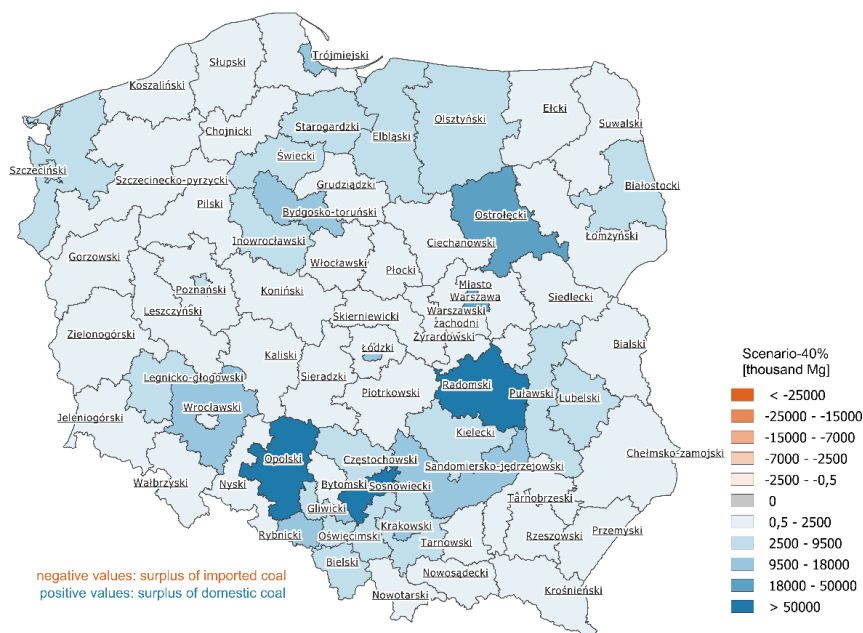 Trójmiejski
Słupski
Koszaliński
Ełcki
Olsztyński
Suwalski
Chojnicki
Starogardzki
Elbląski
Świecki
Szczeciński
Szczecinecko-pyrzycki
Grudziądzki
Białostocki
Pilski
Bydgosko-toruński
Ostrołęcki
Łomżyński
Inowrocławski
Ciechanowski
Gorzowski
Włocławski
Płocki
Poznański
Koniński
Miasto
Warszawa
Siedlecki
Leszczyński
Skierniewicki
Warszawski
zachodni
Zielonogórski
Żyrardowski
Łódzki
Bialski
Kaliski
Legnicko-głogowski
Sieradzki
Piotrkowski
Radomski
Puławski
Lubelski
Wrocławski
Jeleniogórski
Kielecki
Chełmsko-zamojski
Opolski
Częstochowski
Sandomiersko-jędrzejowski
Wałbrzyski
Nyski
Bytomski
Sosnowiecki
Tarnobrzeski
Gliwicki
Rybnicki
Oświęcimski
Krakowski
Tarnowski
Rzeszowski
Przemyski
Bielski
Nowosądecki
Nowotarski
Krośnieński
Scenario-40%
[thousand Mg]
< -25000
-25000 - -15000
-15000 - -7000
-7000 - -2500
-2500 - -0,5
0
0,5 - 2500
2500 - 9500
9500 - 18000
18000 - 50000
> 50000
negative values: surplus of imported coal
positive values: surplus of domestic coal